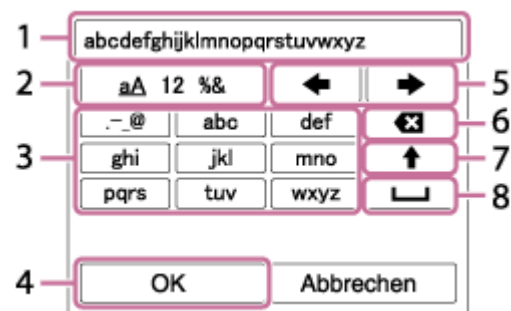 1 abcdefghijklmnopqrstuvwxyz
2 aA 12 %& 5
.-_@ abc def 6
3 ghi jkl mno 7
pqrs tuv wxyz 8
4 OK Abbrechen